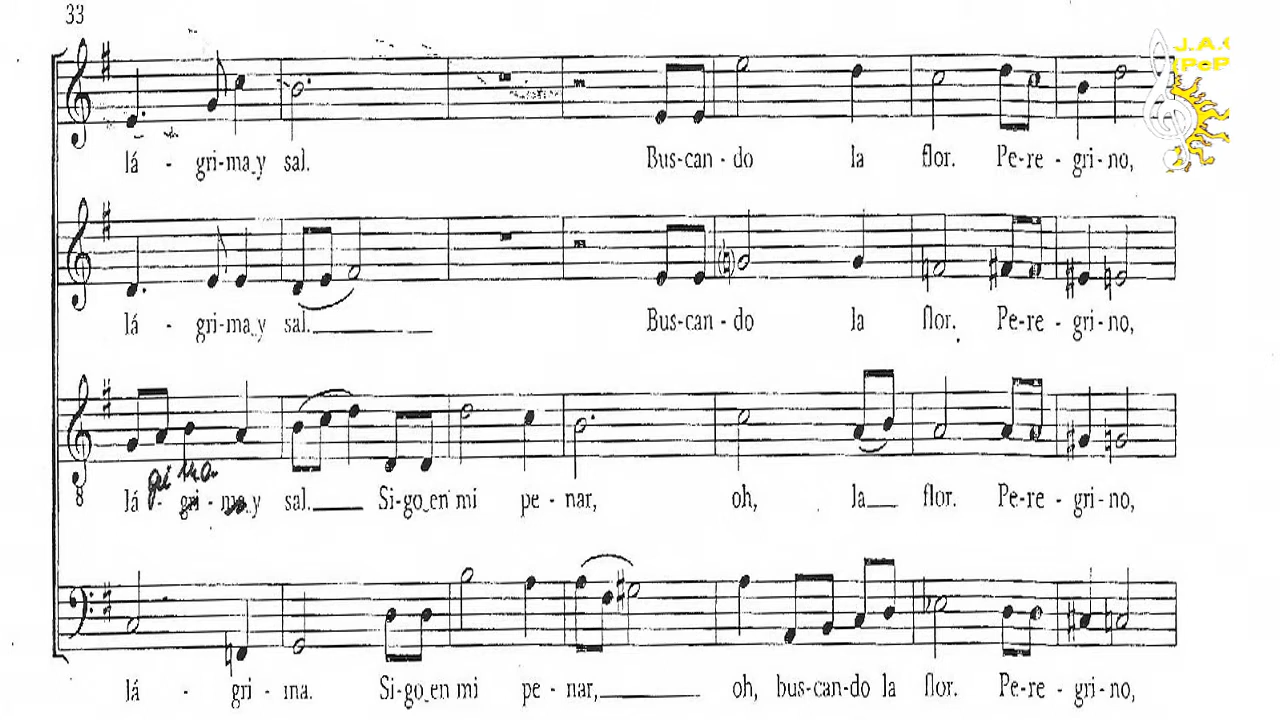 33
J.A.
PoP
lá - gri-ma y sal. Bus-can - do la flor. Pe-re - gri-no,
lá - gri-ma y sal. Bus-can - do la flor. Pe-re - gri-no,
8
lá - gri - ma y sal. Si-go en mi pe - nar, oh, la flor. Pe-re - gri-no,
lá - gri - ma. Si-go en mi pe - nar, oh, bus-can-do la flor. Pe-re - gri-no,